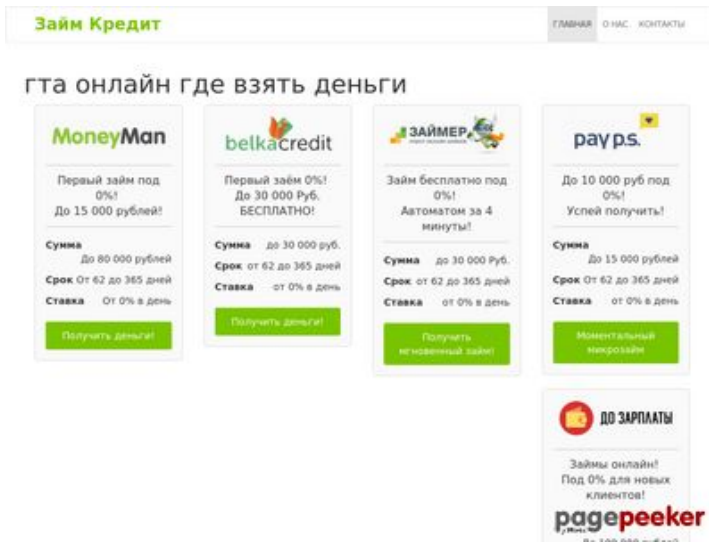 Займ Кредит
ГЛАВНАЯ О НАС КОНТАКТЫ
гта онлайн где взять деньги
MoneyMan
Первый займ под
0%!
До 15 000 рублей!
Сумма
До 80 000 рублей
Срок От 62 до 365 дней
Ставка От 0% в день
Получить деньги!
belkacredit
Первый заём 0%!
До 30 000 Руб.
БЕСПЛАТНО!
Сумма до 30 000 руб.
Срок от 62 до 365 дней
Ставка от 0% в день
Получить деньги!
ЗАЙМЕР
Займ бесплатно под
0%!
Автоматом за 4
минуты!
Сумма до 30 000 Руб.
Срок от 62 до 365 дней
Ставка от 0% в день
Получить
мгновенный займ!
pay p.s.
До 10 000 руб под
0%!
Успей получить!
Сумма
До 15 000 рублей
Срок От 62 до 365 дней
Ставка от 0% в день
Моментальный
микрозайм
ДО ЗАРПЛАТЫ
Займы онлайн!
Под 0% для новых
клиентов!
pagepeeker
До 100 000 рублей